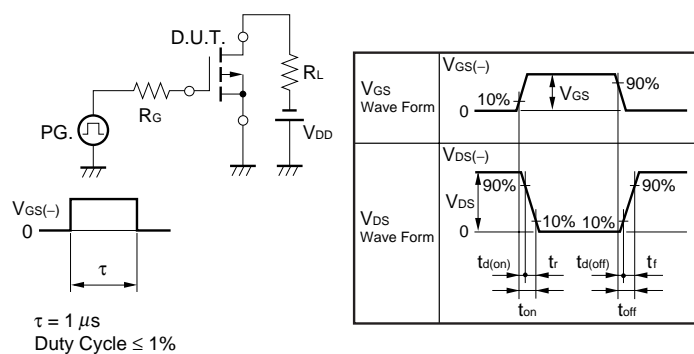 D.U.T.
RL
RG
PG.
VDD
VGS(−)
0
τ
τ = 1 μs
Duty Cycle ≤ 1%
VGS
Wave Form
VGS(−)
10%
0
VGS
90%
VDS
Wave Form
VDS(−)
90%
VDS
0
10%
10%
90%
td(on)
tr
td(off)
tf
ton
toff